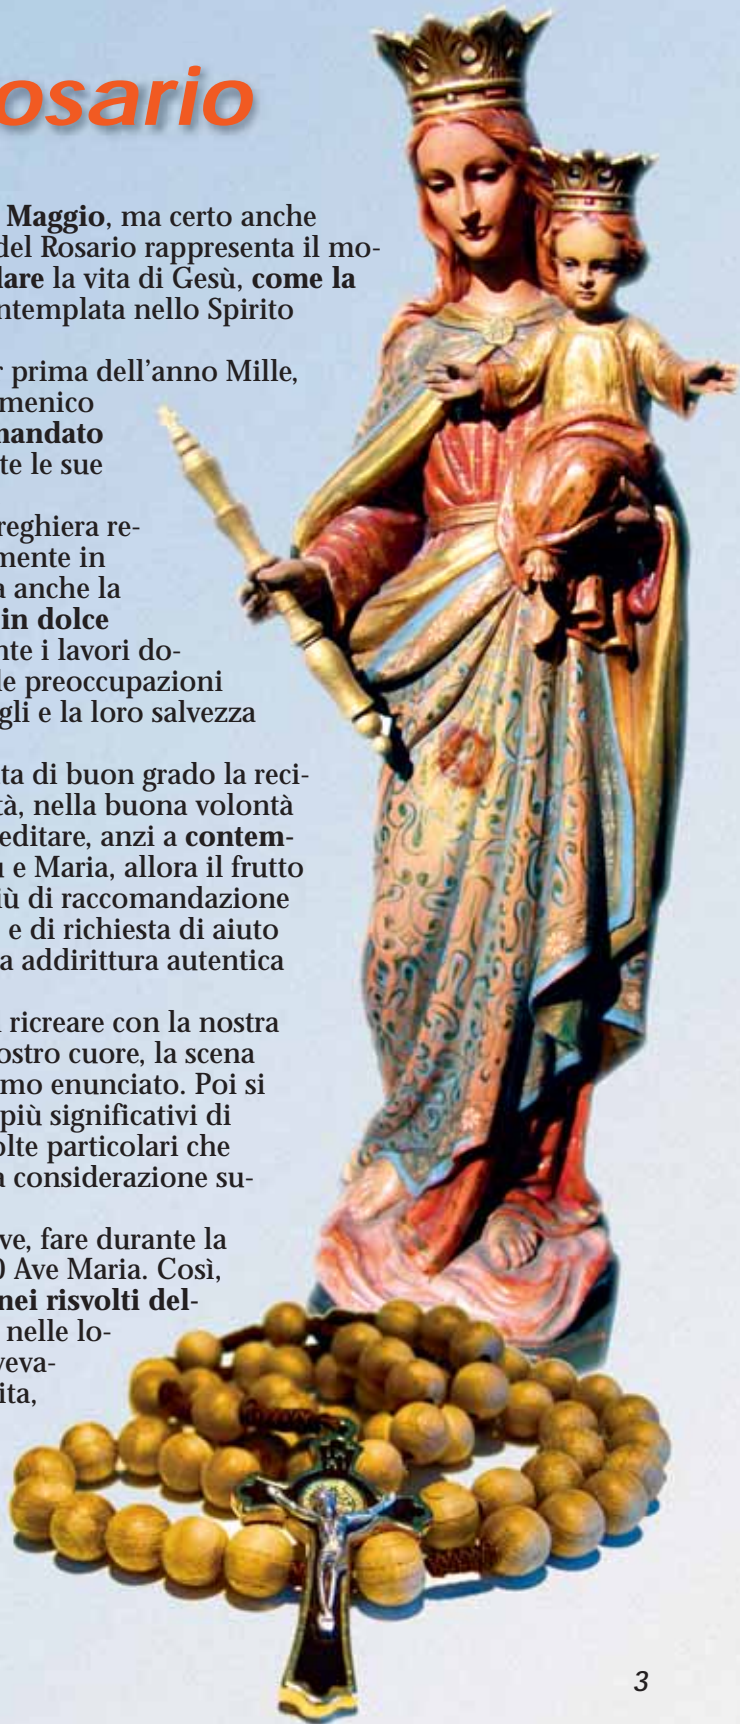 osario
Maggio, ma certo anche
del Rosario rappresenta il mo-
lare la vita di Gesù, come la
ntemplata nello Spirito
r prima dell'anno Mille,
menico
mandato
te le sue
reghiera re-
mente in
a anche la
in dolce
nte i lavori do-
le preoccupazioni
gli e la loro salvezza
ta di buon grado la reci-
tà, nella buona volontà
editare, anzi a contem-
ù e Maria, allora il frutto
iù di raccomandazione
e di richiesta di aiuto
a addirittura autentica
ricreare con la nostra
ostro cuore, la scena
mo enunciato. Poi si
più significativi di
olte particolari che
a considerazione su-
ve, fare durante la
0 Ave Maria. Così,
nei risvolti del-
nelle lo-
veva-
ita,
3